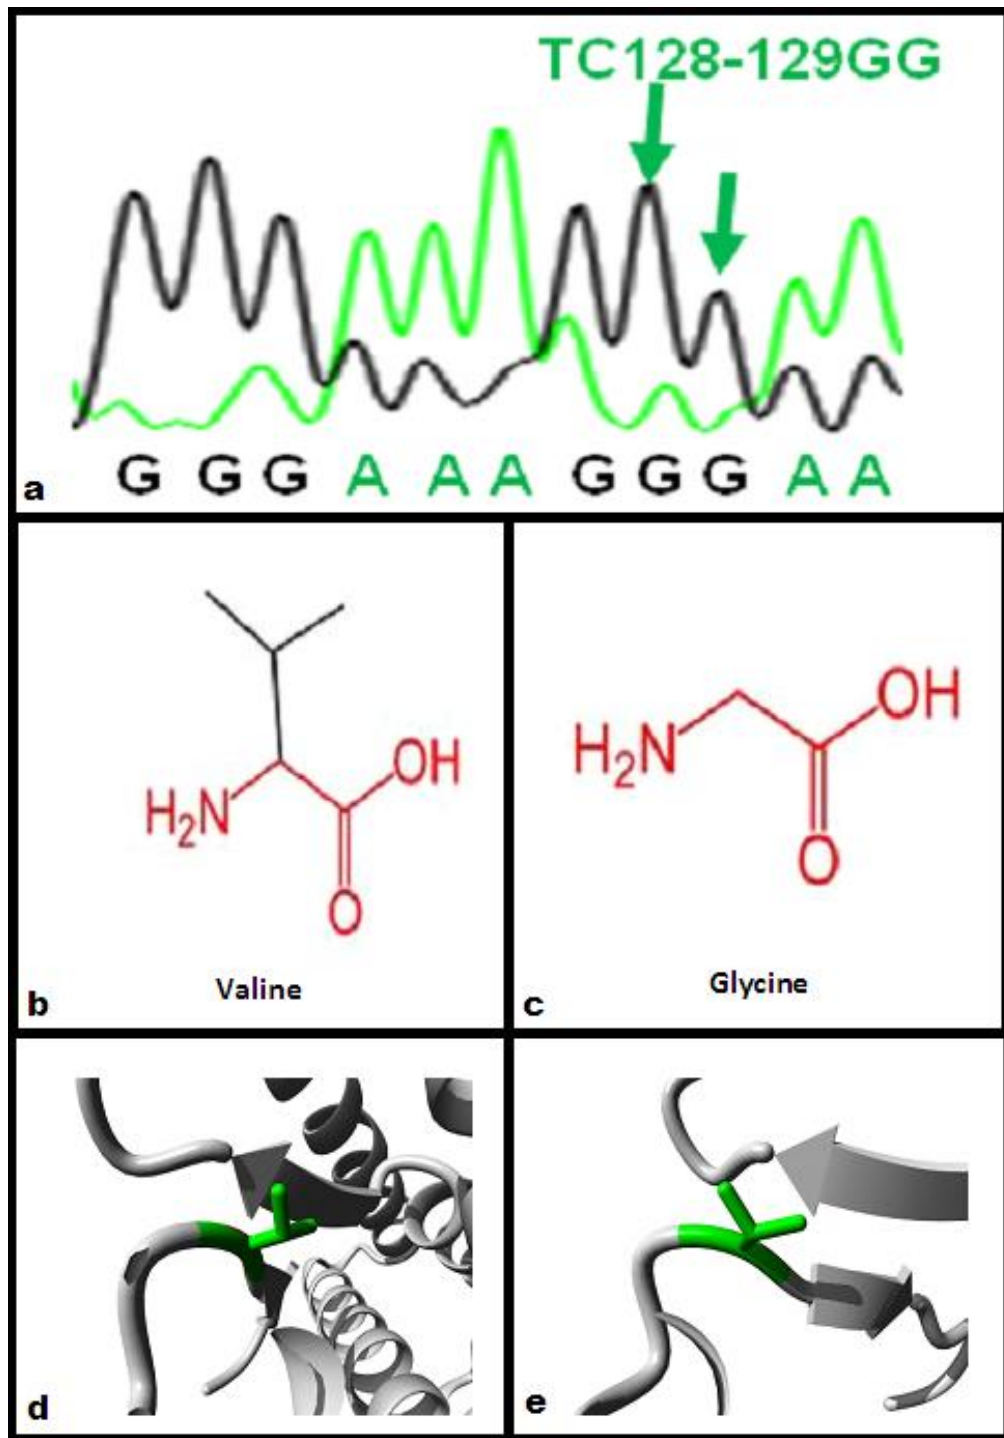 TC128-129GG
G G G A A A G G G A A
a
H₂N
OH
O
Valine
b
H₂N
OH
O
Glycine
c
d
e